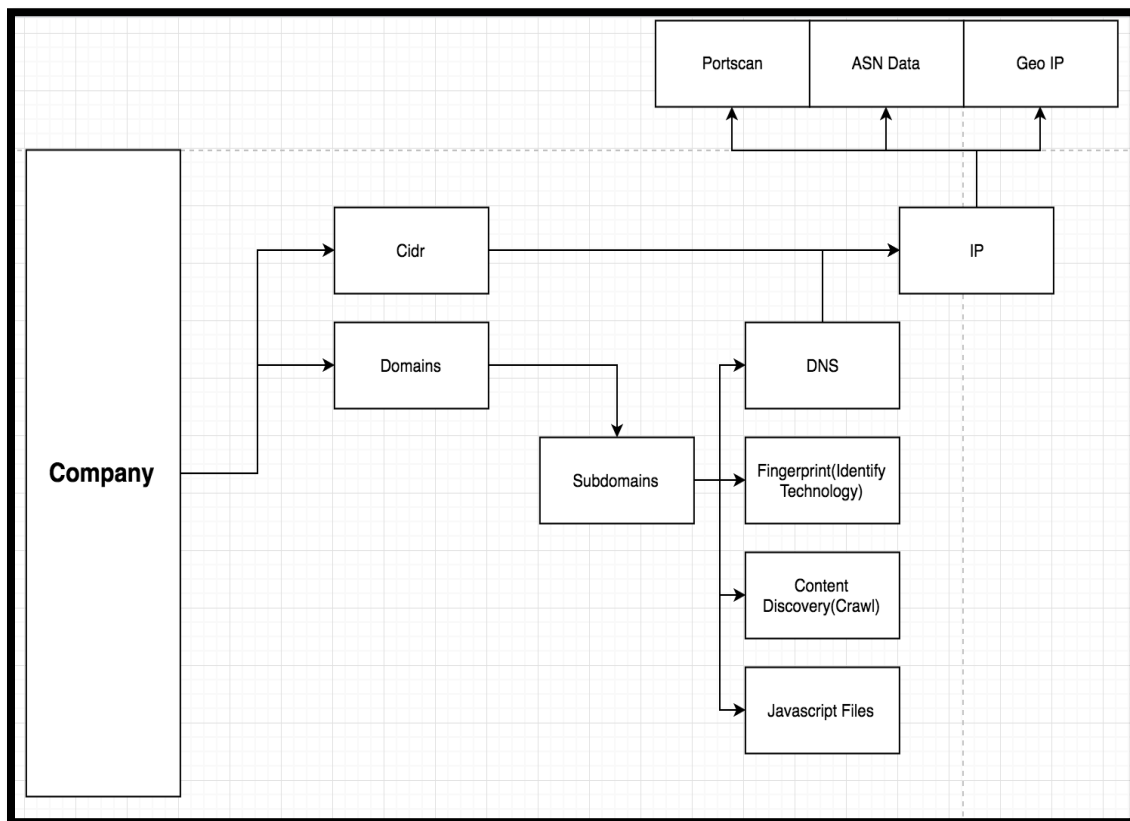 Portscan
ASN Data
Geo IP
Cidr
IP
Domains
DNS
Company
Subdomains
Fingerprint(Identify
Technology)
Content
Discovery(Crawl)
Javascript Files